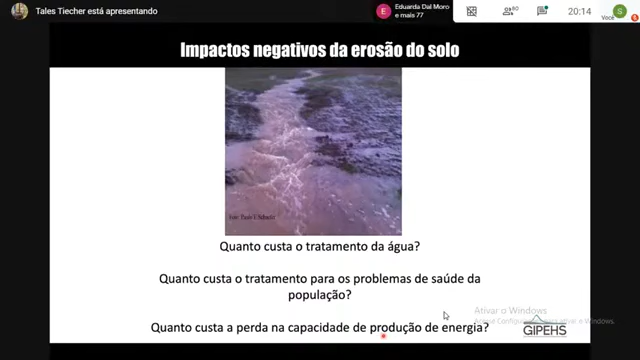 Tales Tiecher está apresentando
Eduarda Dal Moro
e mais 77
80
20:14
Você
S
E
Impactos negativos da erosão do solo
Quanto custa o tratamento da água?
Quanto custa o tratamento para os problemas de saúde da
população?
Quanto custa a perda na capacidade de produção de energia?
Ativar o Windows
GIPEHS